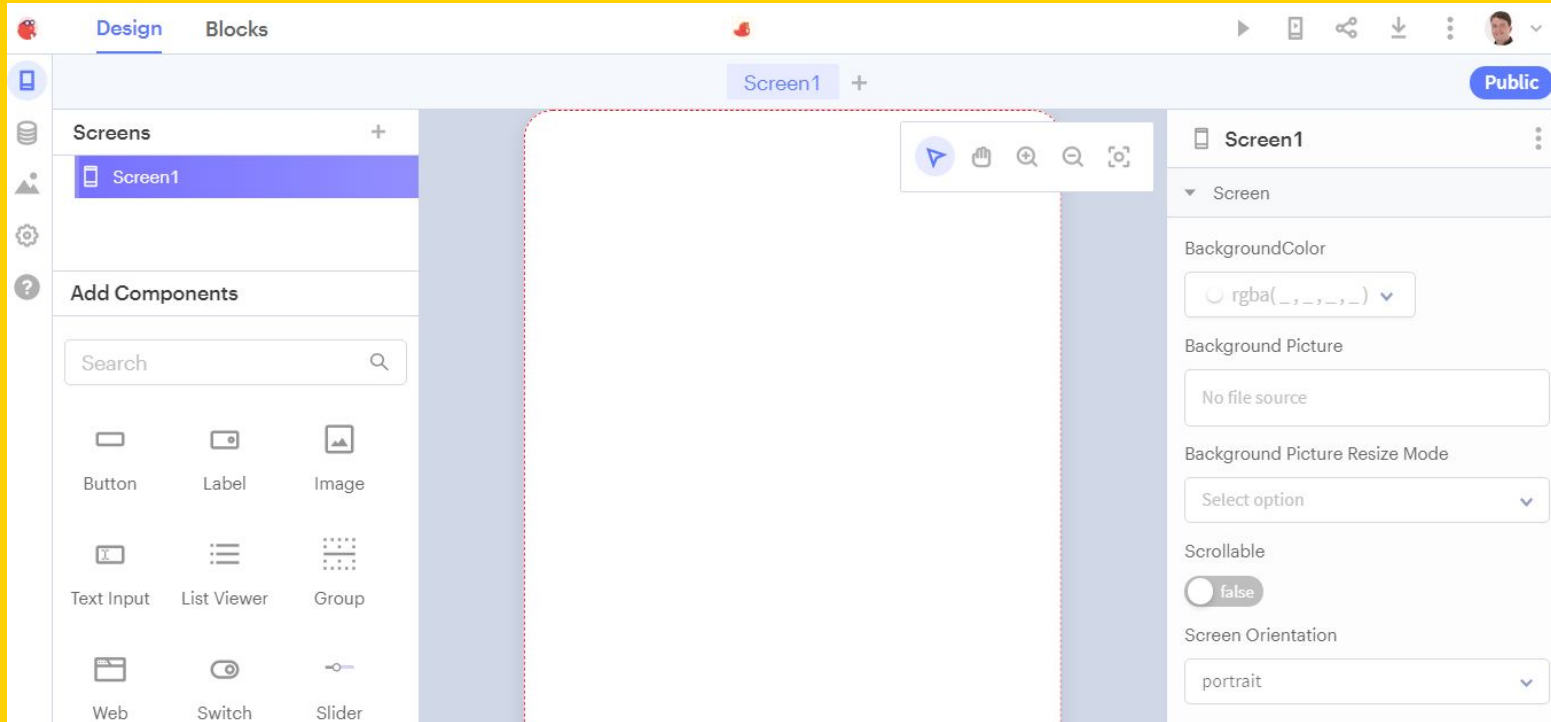 Design Blocks
Screen1 +
Public
Screens +
Screen1
Add Components
Search
Button Label Image
Text Input List Viewer Group
Web Switch Slider
Screen1
Screen
BackgroundColor
rgba( _ , _ , _ , _ )
Background Picture
No file source
Background Picture Resize Mode
Select option
Scrollable
false
Screen Orientation
portrait